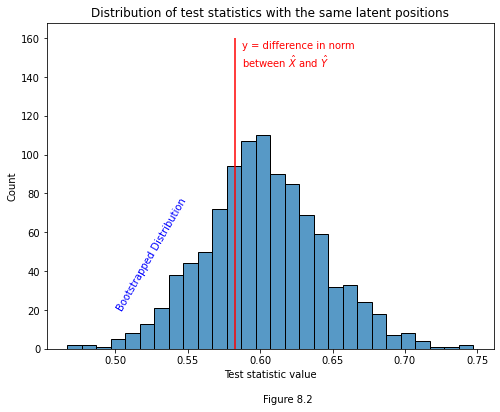 Distribution of test statistics with the same latent positions
160
140
120
100
80
60
40
20
0
Count
y = difference in norm
between X̂ and Ŷ
Bootstrapped Distribution
0.50 0.55 0.60 0.65 0.70 0.75
Test statistic value
Figure 8.2